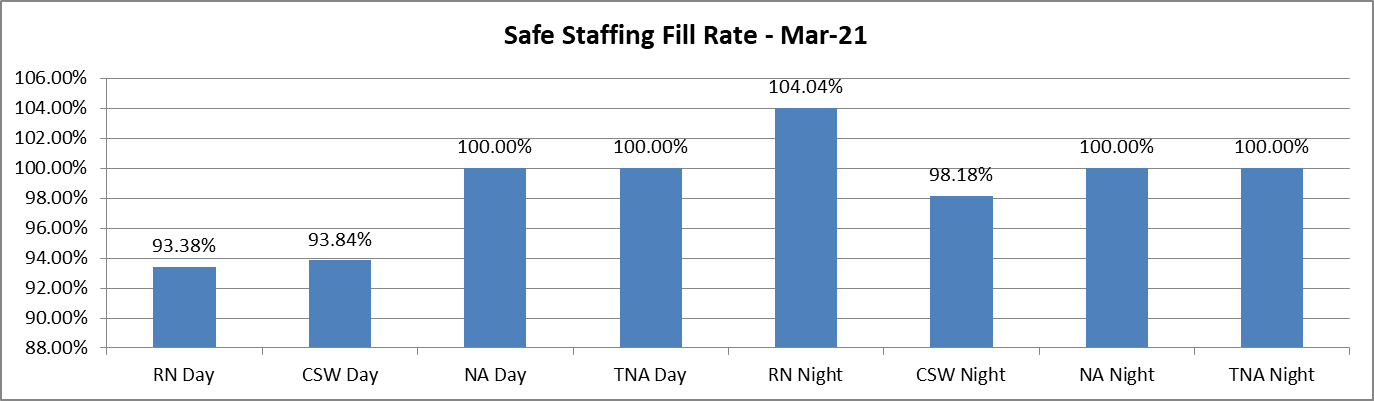 Safe Staffing Fill Rate - Mar-21
106.00%
104.00%
102.00%
100.00%
98.00%
96.00%
94.00%
92.00%
90.00%
88.00%
93.38%
93.84%
100.00%
100.00%
104.04%
98.18%
100.00%
100.00%
RN Day
CSW Day
NA Day
TNA Day
RN Night
CSW Night
NA Night
TNA Night